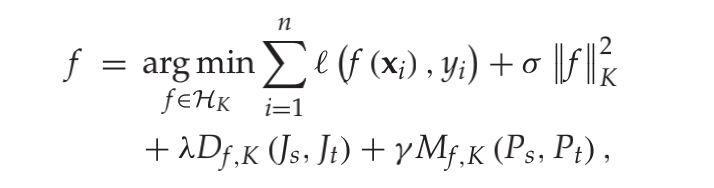 f = arg min_{f∈ℋ_K} ∑_{i=1}^{n} ℓ (f (x_i) , y_i) + σ ‖f‖_K^2
+ λD_{f,K} (J_s, J_t) + γM_{f,K} (P_s, P_t) ,